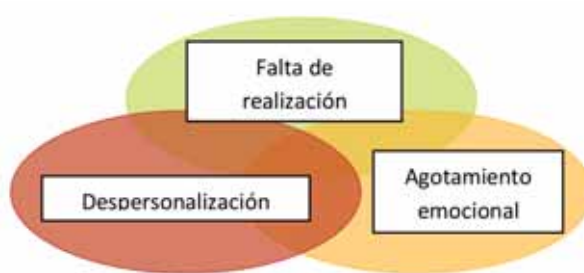 Falta de
realización
Despersonalización
Agotamiento
emocional